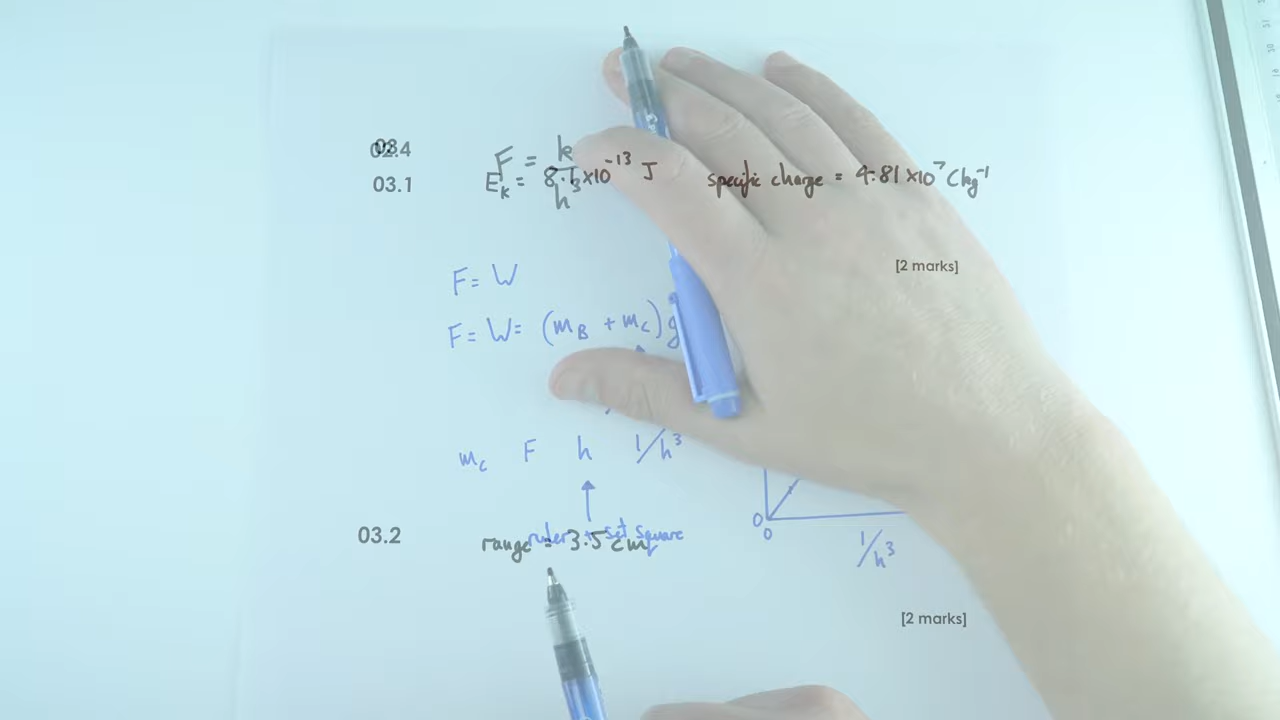 02.4
03
F = k
h³
03.1
Eₖ = 8.1 ×10⁻¹³ J specific charge = 4.81 ×10⁷ Ckg⁻¹
[2 marks]
F = W
F = W = (m_B + m_C) g
m_C F h 1/h³
0
0
1/h³
03.2
ruler + set square
range = 3.5 cm
[2 marks]